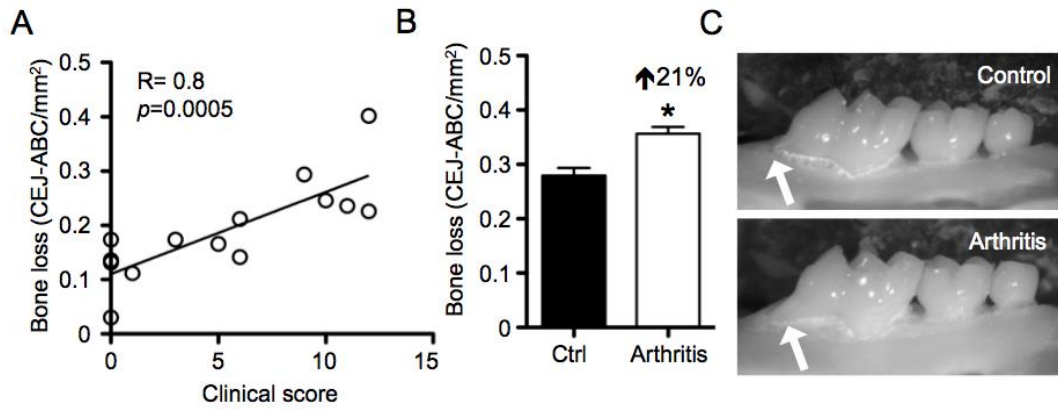 A
Bone loss (CEJ-ABC/mm²)
0.5
0.4
0.3
0.2
0.1
0
R= 0.8
p=0.0005
0
5
10
15
Clinical score
B
Bone loss (CEJ-ABC/mm²)
0.5
0.4
0.3
0.2
0.1
0
↑21%
*
Ctrl
Arthritis
C
Control
Arthritis